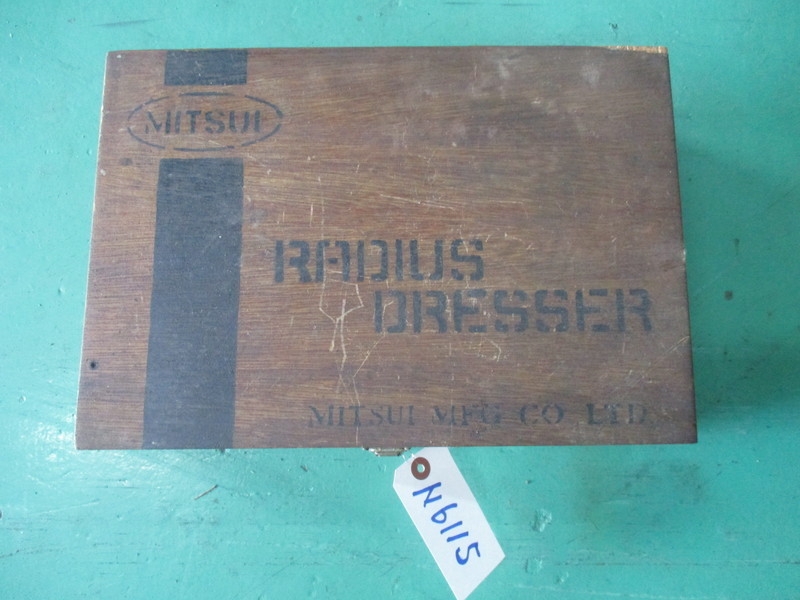 MITSUI
RADIUS
DRESSER
MITSUI MFG CO LTD
N6115